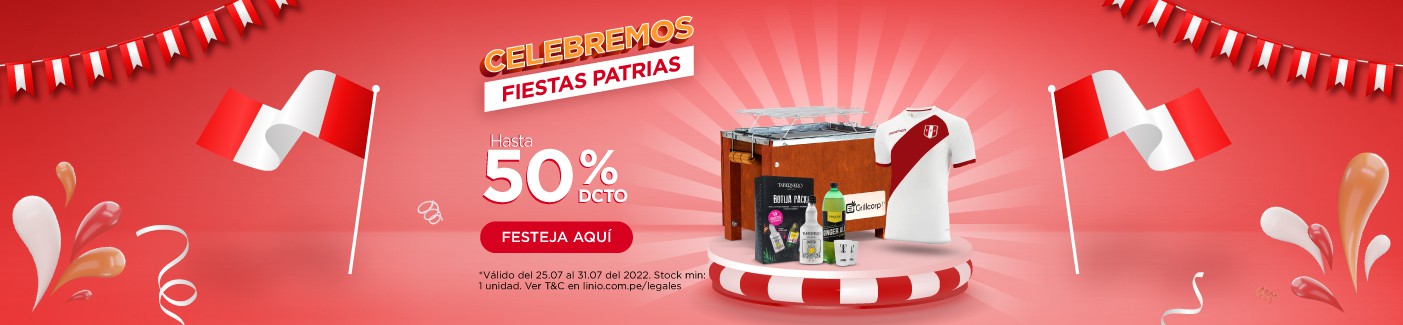 CELEBREMOS
FIESTAS PATRIAS
Hasta
50%
DCTO
FESTEJA AQUÍ
*Válido del 25.07 al 31.07 del 2022. Stock min:
1 unidad. Ver T&C en linio.com.pe/legales
TABERNERO
BOTIJA PACK
Grillcorp